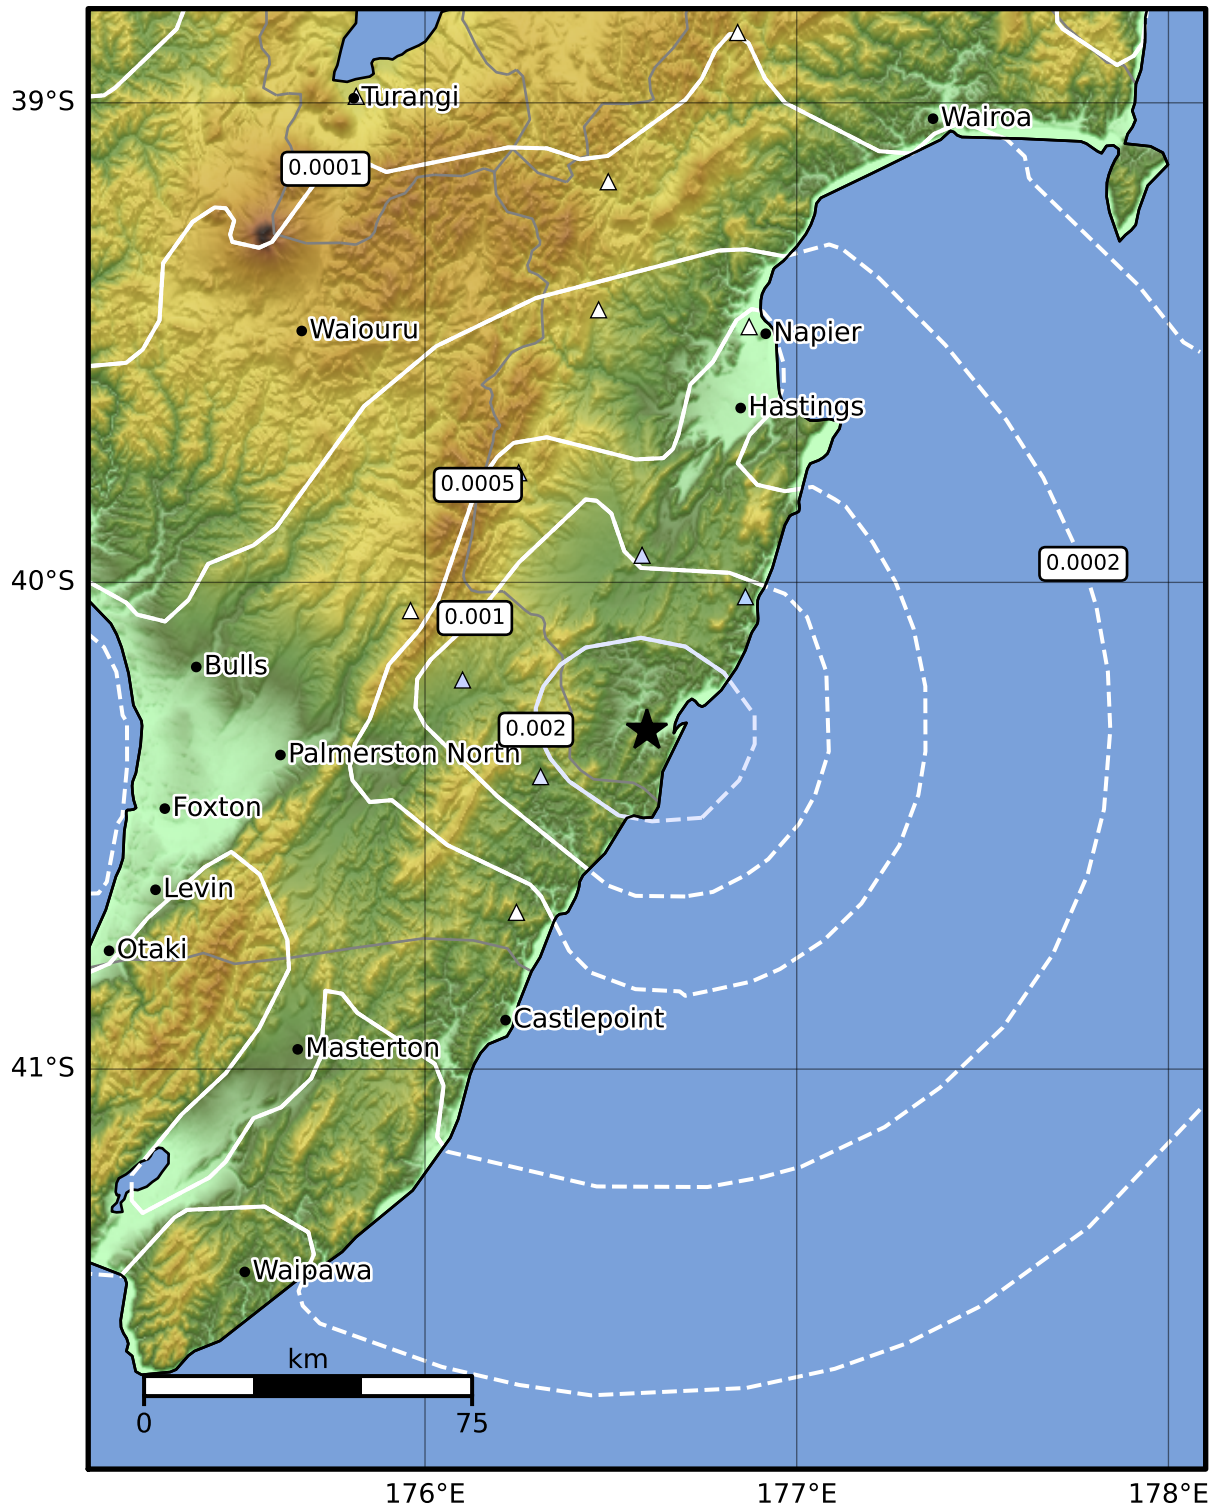 39°S
Turangi
Wairoa
0.0001
Waiouru
Napier
Hastings
0.0005
0.0002
40°S
0.001
Bulls
0.002
Palmerston North
Foxton
Levin
Otaki
Castlepoint
Masterton
41°S
Waipawa
km
0
75
176°E
177°E
178°E